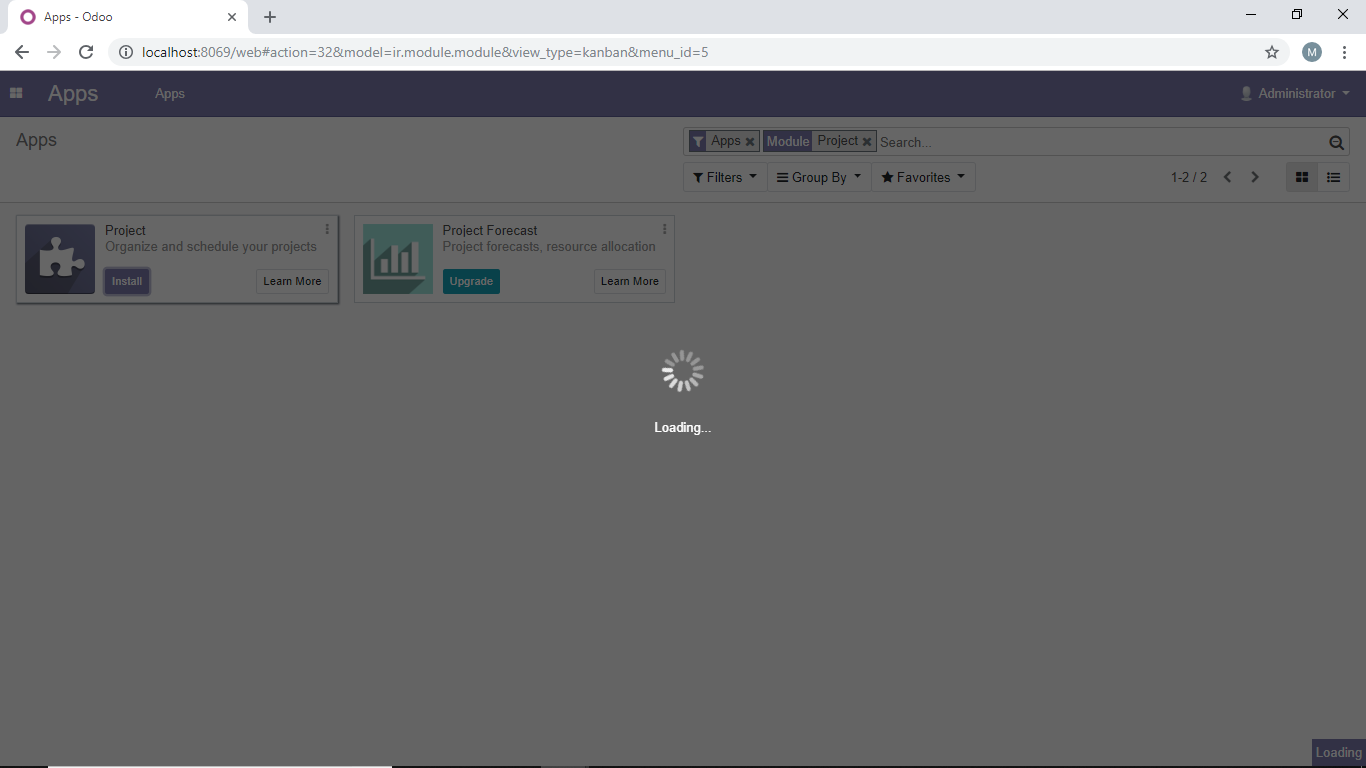 Apps - Odoo
localhost:8069/web#action=32&model=ir.module.module&view_type=kanban&menu_id=5
M
Apps Apps Administrator
Apps
Apps Module Project Search...
Filters Group By Favorites 1-2 / 2
Project
Organize and schedule your projects
Install Learn More
Project Forecast
Project forecasts, resource allocation
Upgrade Learn More
Loading...
Loading